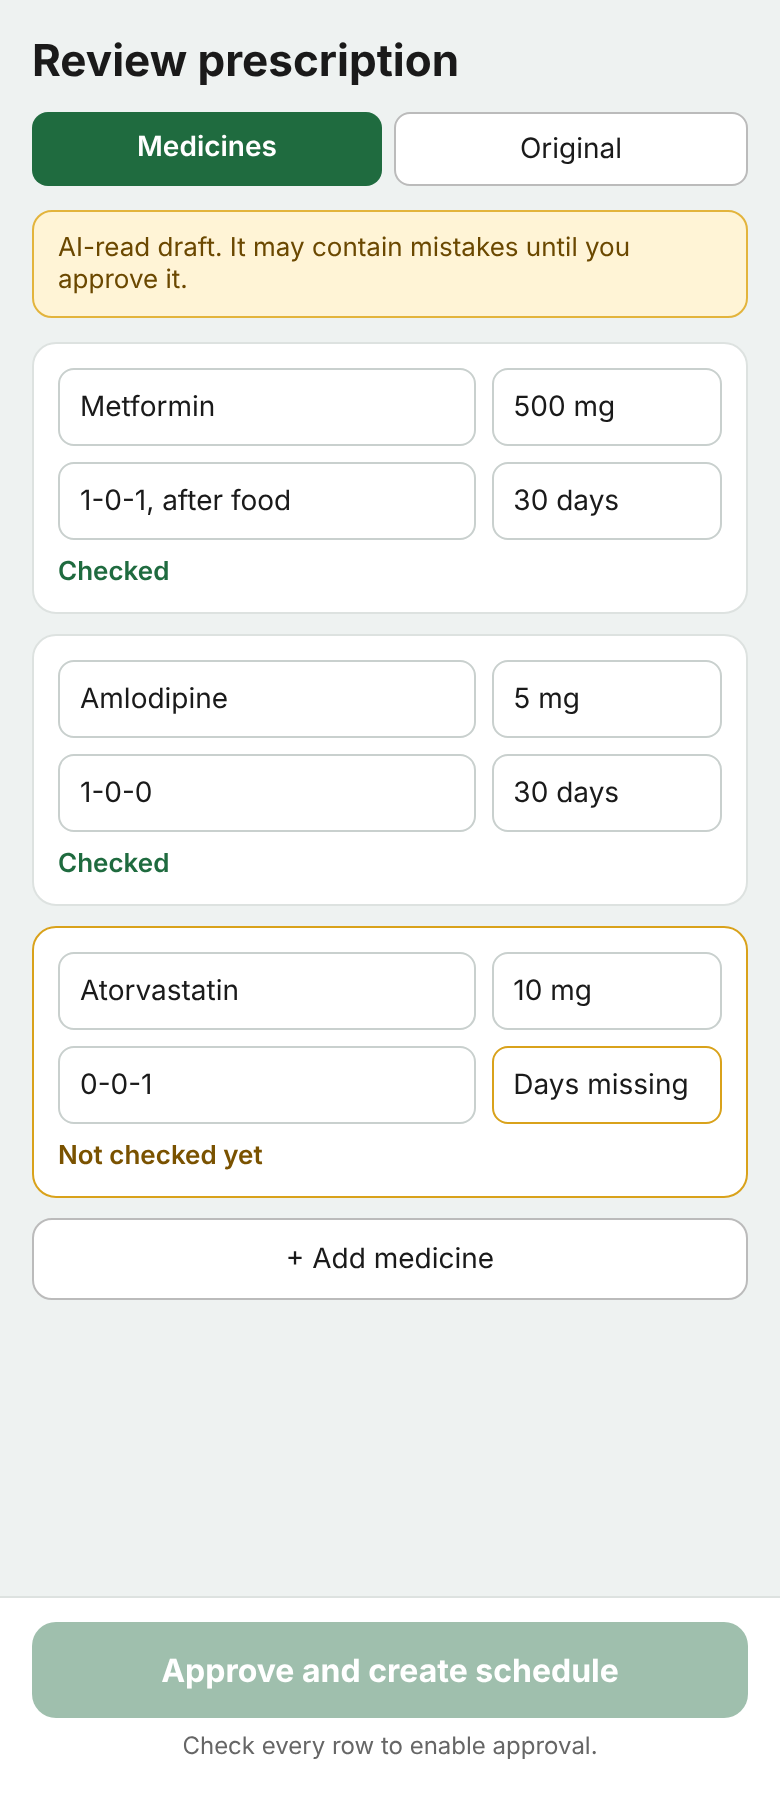 Review prescription
Medicines
Original
AI-read draft. It may contain mistakes until you
approve it.
Metformin
500 mg
1-0-1, after food
30 days
Checked
Amlodipine
5 mg
1-0-0
30 days
Checked
Atorvastatin
10 mg
0-0-1
Days missing
Not checked yet
+ Add medicine
Approve and create schedule
Check every row to enable approval.